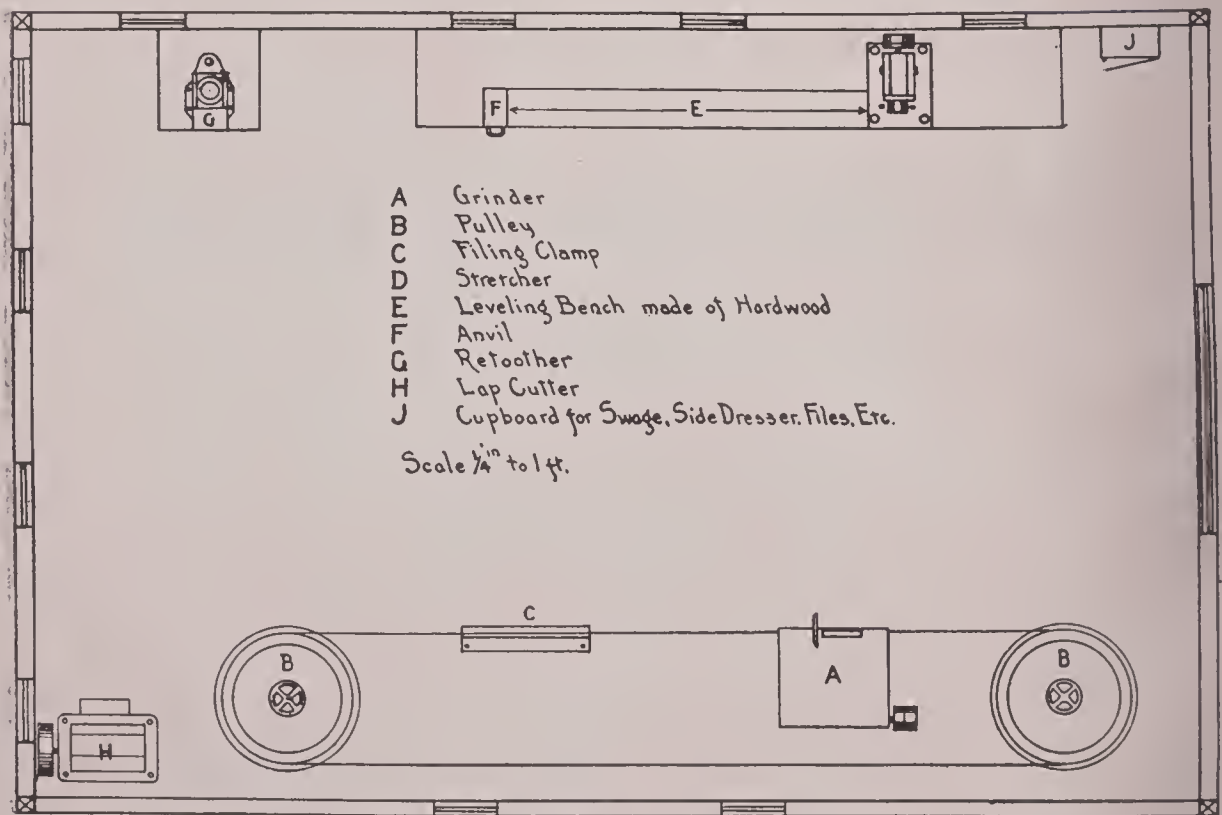 J
G
F
E
A Grinder
B Pulley
C Filing Clamp
D Stretcher
E Leveling Bench made of Hardwood
F Anvil
G Retoother
H Lap Cutter
J Cupboard for Swage, Side Dresser. Files, Etc.
Scale 1/4 in to 1 ft.
C
B
A
B
H